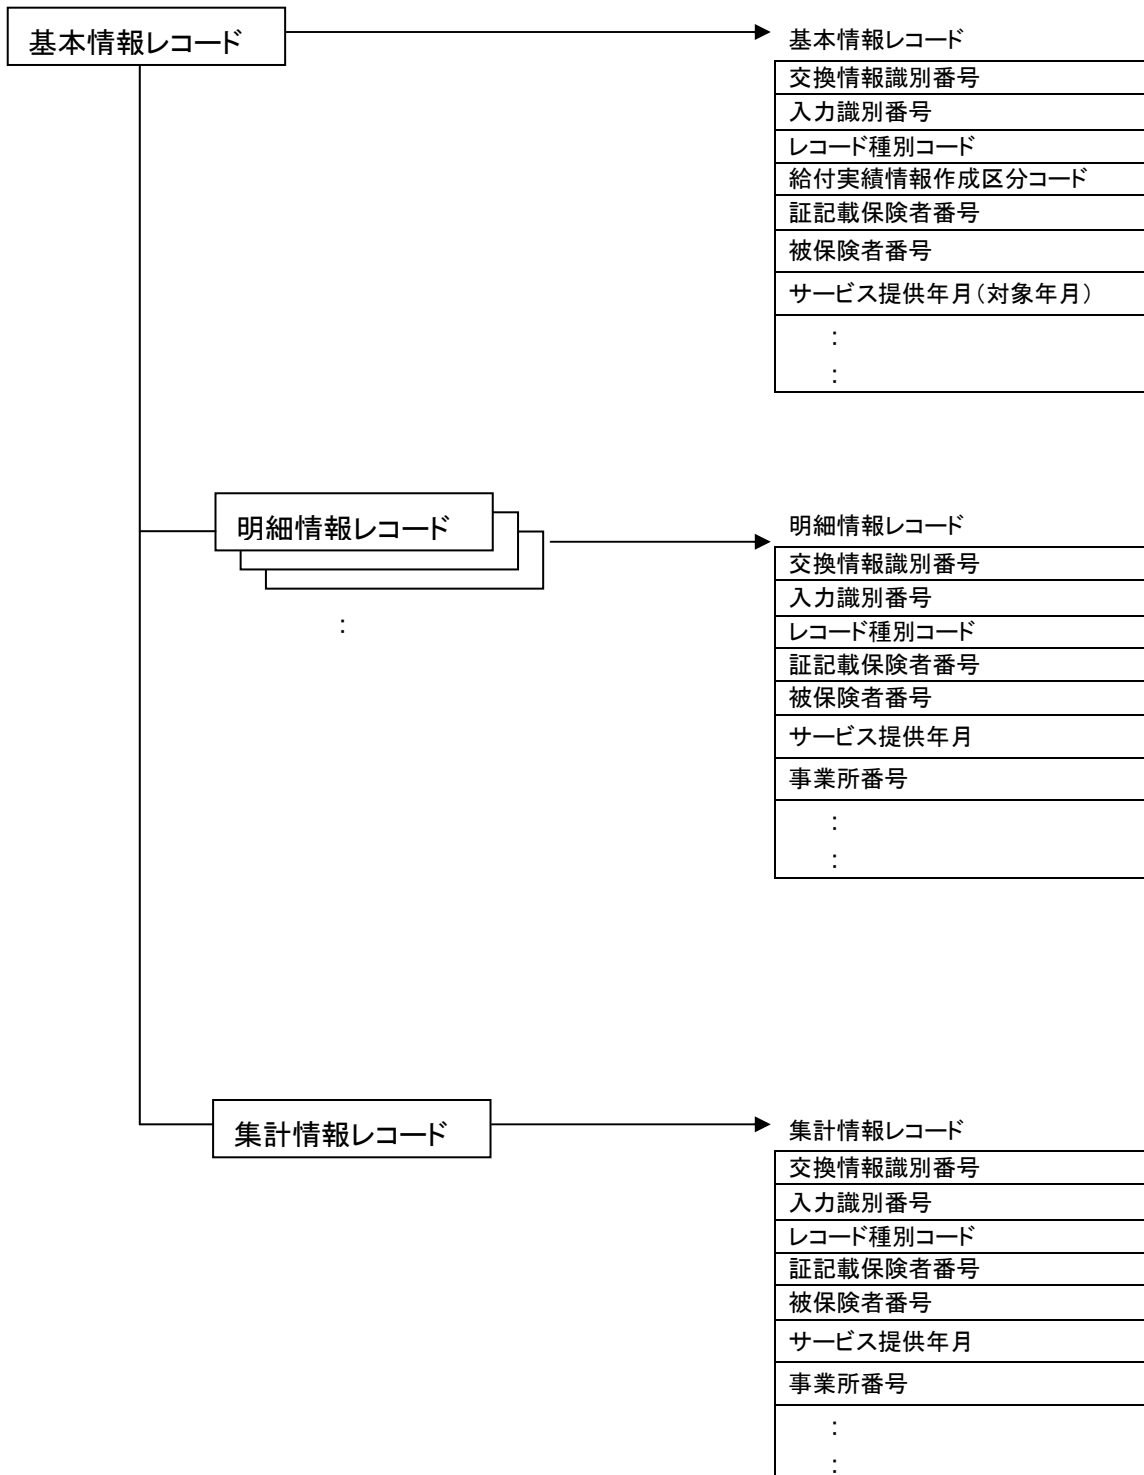 基本情報レコード
基本情報レコード
交換情報識別番号
入力識別番号
レコード種別コード
給付実績情報作成区分コード
証記載保険者番号
被保険者番号
サービス提供年月(対象年月)
:
:
明細情報レコード
:
明細情報レコード
交換情報識別番号
入力識別番号
レコード種別コード
証記載保険者番号
被保険者番号
サービス提供年月
事業所番号
:
:
集計情報レコード
集計情報レコード
交換情報識別番号
入力識別番号
レコード種別コード
証記載保険者番号
被保険者番号
サービス提供年月
事業所番号
:
: